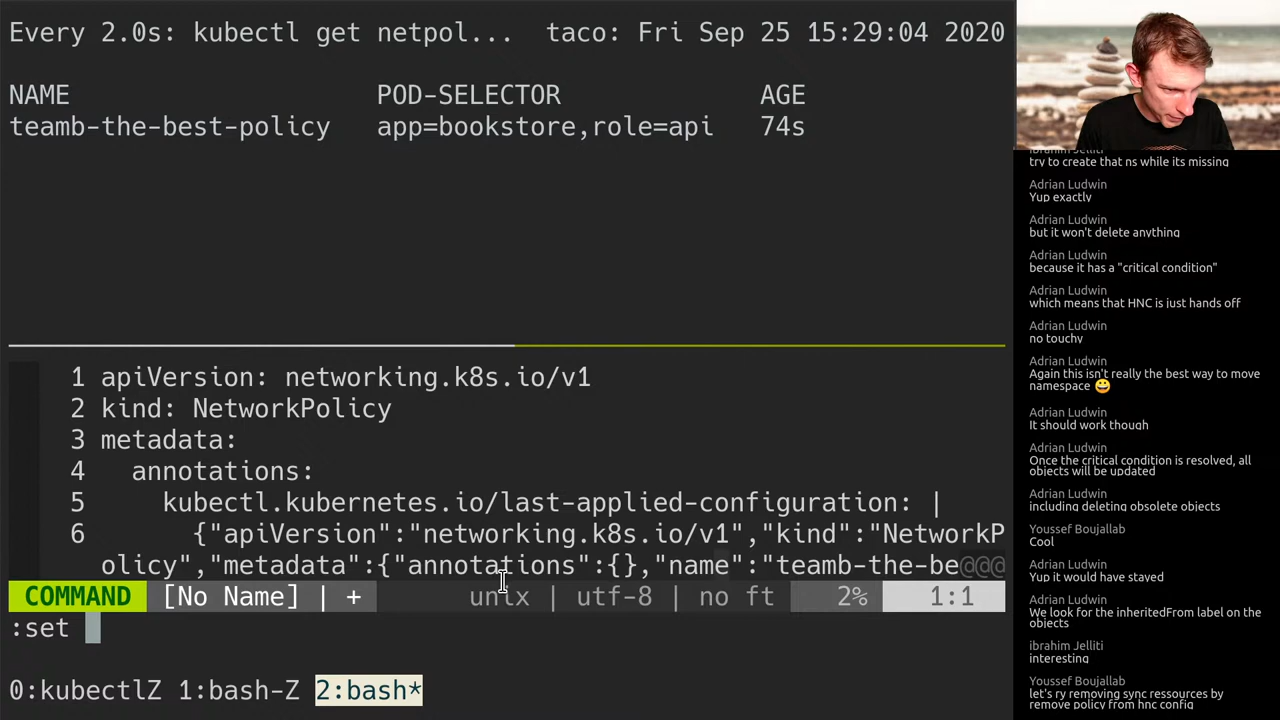 Every 2.0s: kubectl get netpol... taco: Fri Sep 25 15:29:04 2020
NAME POD-SELECTOR AGE
teamb-the-best-policy app=bookstore,role=api 74s
1 apiVersion: networking.k8s.io/v1
2 kind: NetworkPolicy
3 metadata:
4 annotations:
5 kubectl.kubernetes.io/last-applied-configuration: |
6 {"apiVersion":"networking.k8s.io/v1","kind":"NetworkP
olicy","metadata":{"annotations":{},"name":"teamb-the-be@@@
COMMAND [No Name] | + unix | utf-8 | no ft 2% 1:1
:set
0:kubectlZ 1:bash-Z 2:bash*
ibrahim Jelliti
try to create that ns while its missing
Adrian Ludwin
Yup exactly
Adrian Ludwin
but it won't delete anything
Adrian Ludwin
because it has a "critical condition"
Adrian Ludwin
which means that HNC is just hands off
Adrian Ludwin
no touchy
Adrian Ludwin
Again this isn't really the best way to move
namespace 😀
Adrian Ludwin
It should work though
Adrian Ludwin
Once the critical condition is resolved, all
objects will be updated
Adrian Ludwin
including deleting obsolete objects
Youssef Boujallab
Cool
Adrian Ludwin
Yup it would have stayed
Adrian Ludwin
We look for the inheritedFrom label on the
objects
ibrahim Jelliti
interesting
Youssef Boujallab
let's ry removing sync ressources by
remove policy from hnc config